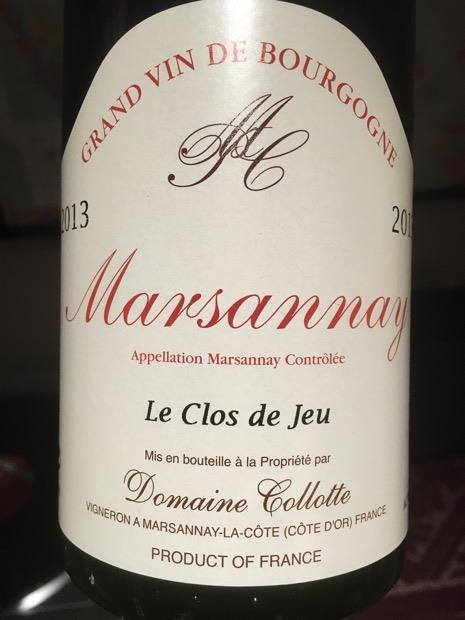 GRAND VIN DE BOURGOGNE
2013
Marsannay
Appellation Marsannay Contrôlée
Le Clos de Jeu
Mis en bouteille à la Propriété par
Domaine Collotte
VIGNERON A MARSANNAY-LA-CÔTE (CÔTE D'OR) FRANCE
PRODUCT OF FRANCE